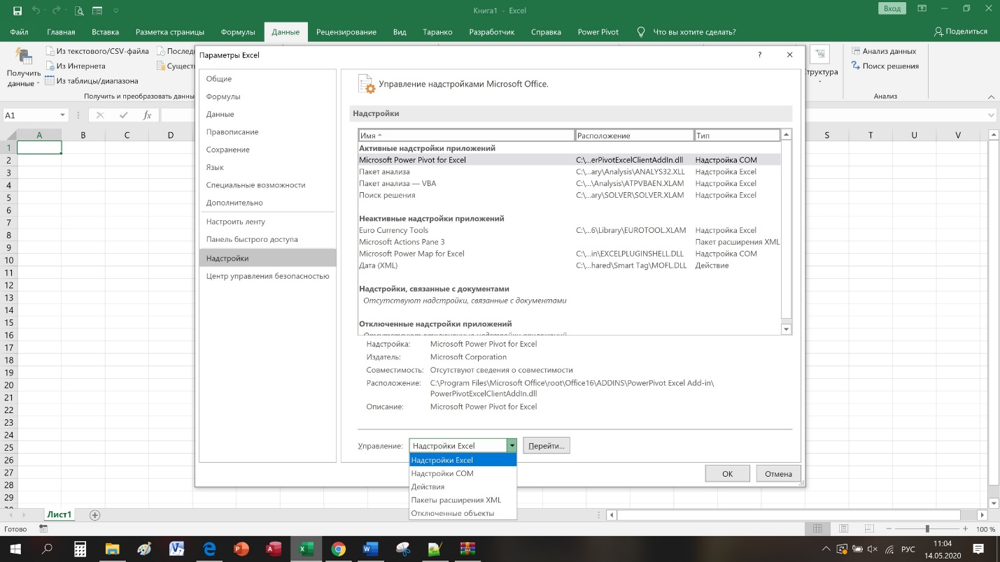 Книга1 - Excel
Вход
Файл Главная Вставка Разметка страницы Формулы Данные Рецензирование Вид Таранко Разработчик Справка Power Pivot Что вы хотите сделать? Поделиться
Получить данные
Из текстового/CSV-файла
Из Интернета
Из таблицы/диапазона
Послед
Сущест
Получить и преобразовать данны
труктура
Анализ данных
Поиск решения
Анализ
A1
fx
A B C D S T U V
1
2
3
4
5
6
7
8
9
10
11
12
13
14
15
16
17
18
19
20
21
22
23
24
25
26
27
28
29
Параметры Excel
?
Общие
Формулы
Данные
Правописание
Сохранение
Язык
Специальные возможности
Дополнительно
Настроить ленту
Панель быстрого доступа
Надстройки
Центр управления безопасностью
Управление надстройками Microsoft Office.
Надстройки
Имя Расположение Тип
Активные надстройки приложений
Microsoft Power Pivot for Excel C:\...erPivotExcelClientAddIn.dll Надстройка COM
Пакет анализа C:\...ary\Analysis\ANALYS32.XLL Надстройка Excel
Пакет анализа — VBA C:\...\Analysis\ATPVBAEN.XLAM Надстройка Excel
Поиск решения C:\...ary\SOLVER\SOLVER.XLAM Надстройка Excel
Неактивные надстройки приложений
Euro Currency Tools C:\...6\Library\EUROTOOL.XLAM Надстройка Excel
Microsoft Actions Pane 3 Пакет расширения XML
Microsoft Power Map for Excel C:\...in\EXCELPLUGINSHELL.DLL Надстройка COM
Дата (XML) C:\...hared\Smart Tag\MOFL.DLL Действие
Надстройки, связанные с документами
Отсутствуют надстройки, связанные с документами
Отключенные надстройки приложений
Надстройка: Microsoft Power Pivot for Excel
Издатель: Microsoft Corporation
Совместимость: Отсутствуют сведения о совместимости
Расположение: C:\Program Files\Microsoft Office\root\Office16\ADDINS\PowerPivot Excel Add-in\
PowerPivotExcelClientAddIn.dll
Описание: Microsoft Power Pivot for Excel
Управление: Надстройки Excel Перейти...
Надстройки Excel
Надстройки COM
Действия
Пакеты расширения XML
Отключенные объекты
ОК Отмена
Лист1
Готово
100 %
РУС
11:04
14.05.2020